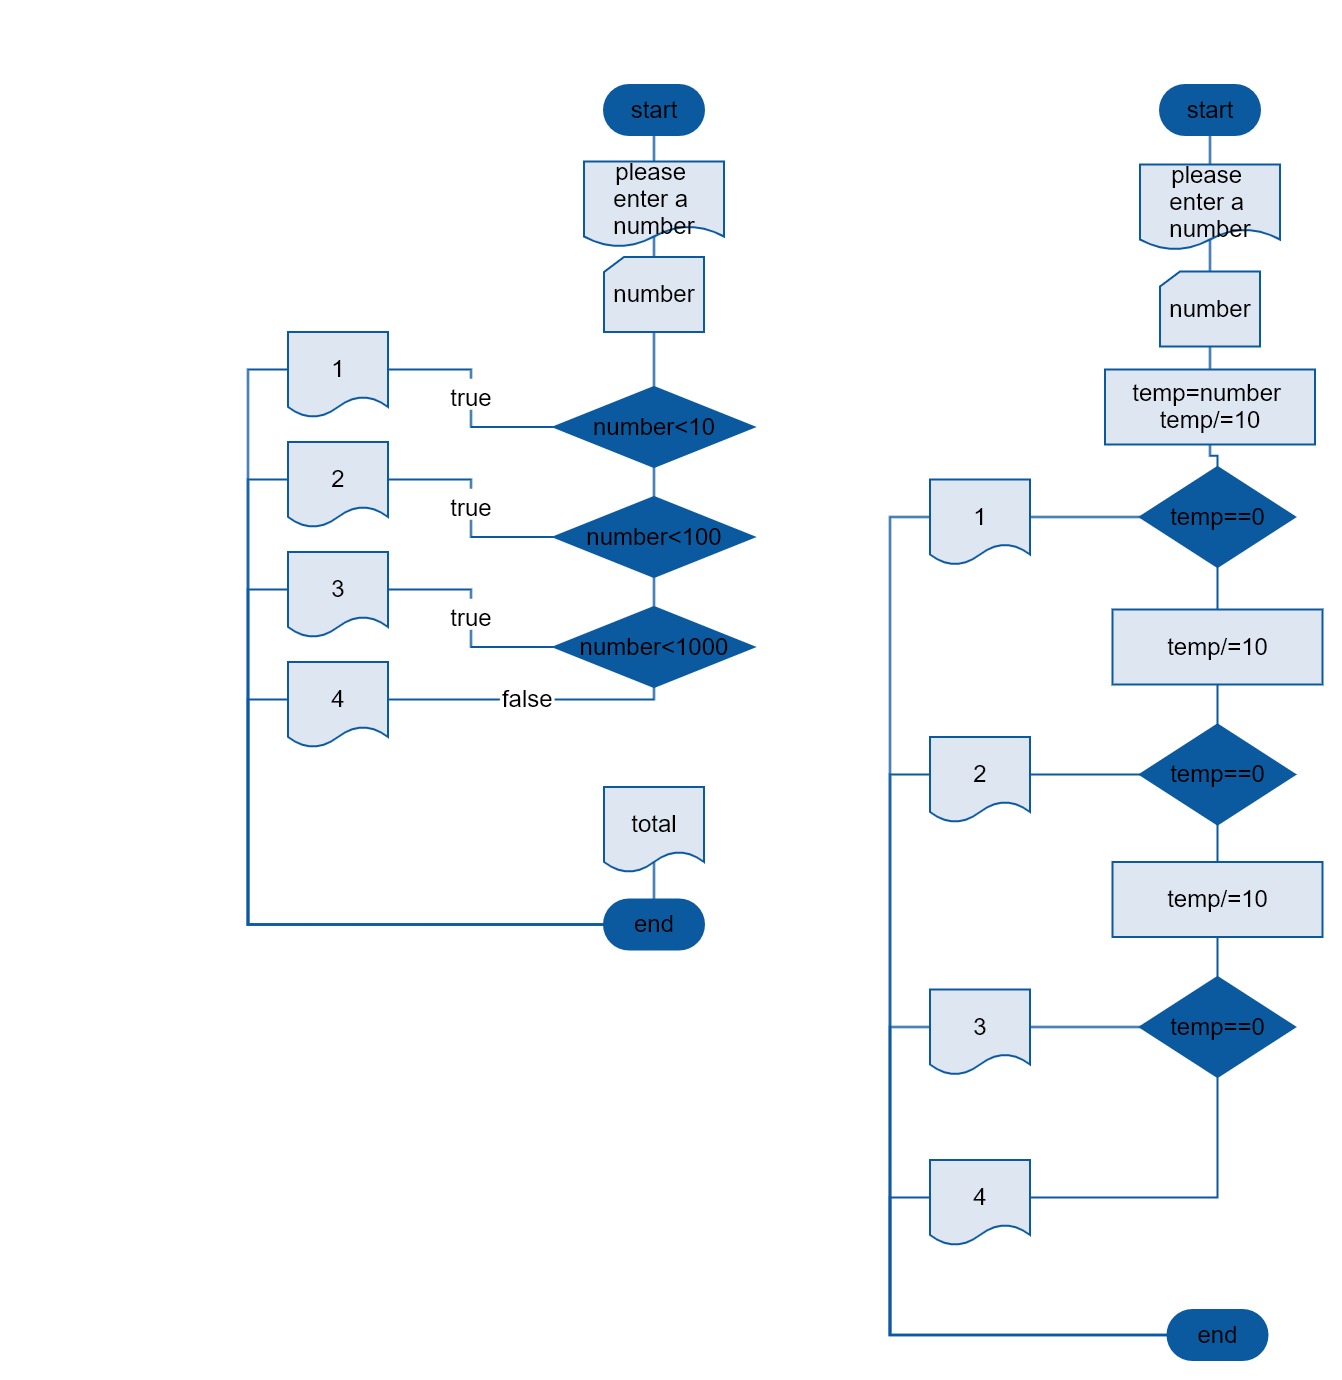 start
please
enter a
number
number
number<10
true
1
number<100
true
2
number<1000
true
3
false
4
total
end
start
please
enter a
number
number
temp=number
temp/=10
temp==0
1
temp/=10
temp==0
2
temp/=10
temp==0
3
4
end